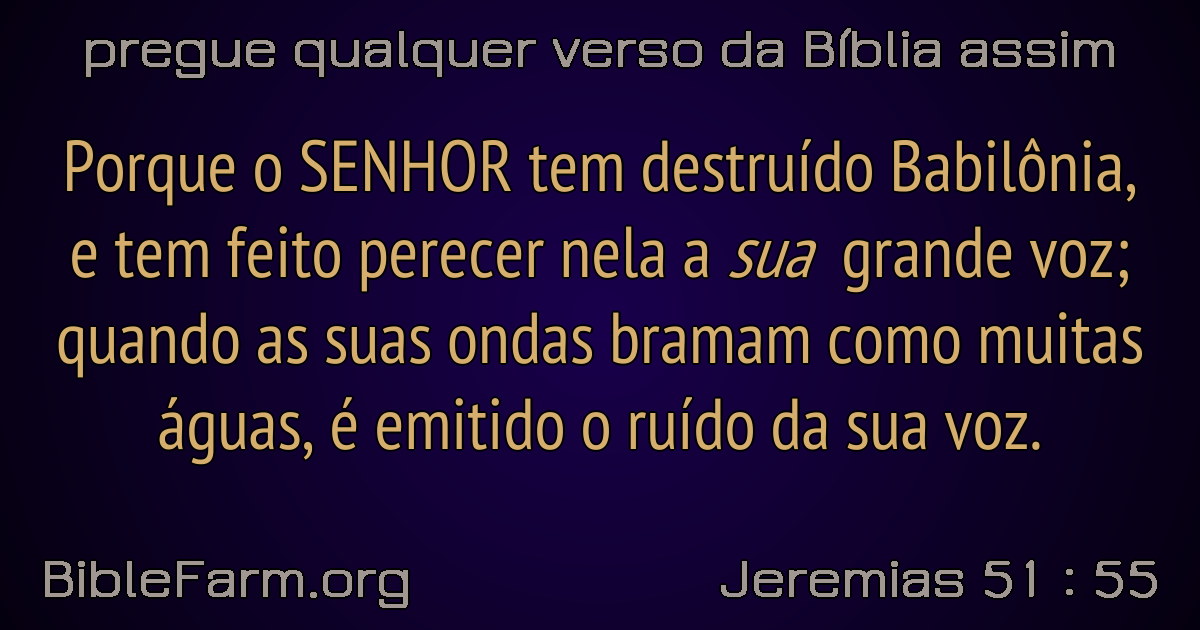 pregue qualquer verso da Bíblia assim
Porque o SENHOR tem destruído Babilônia,
e tem feito perecer nela a sua grande voz;
quando as suas ondas bramam como muitas
águas, é emitido o ruído da sua voz.
BibleFarm.org
Jeremias 51 : 55